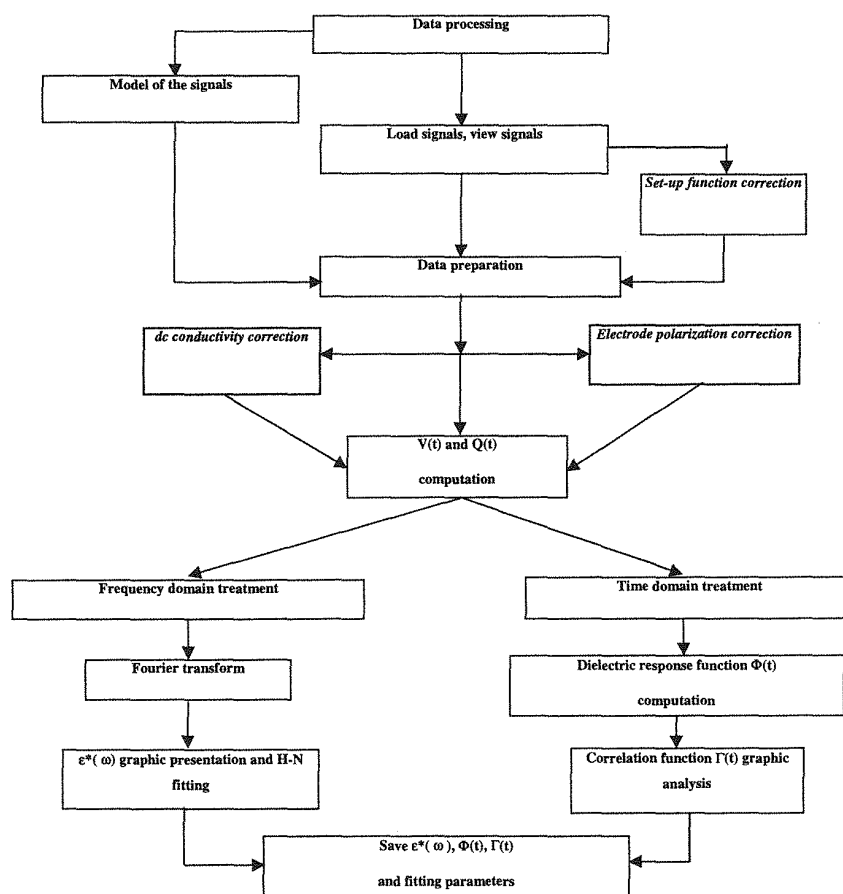 Data processing
Model of the signals
Load signals, view signals
Set-up function correction
Data preparation
dc conductivity correction
Electrode polarization correction
V(t) and Q(t)
computation
Frequency domain treatment
Time domain treatment
Fourier transform
Dielectric response function Φ(t)
computation
ε*( ω) graphic presentation and H-N
fitting
Correlation function Γ(t) graphic
analysis
Save ε*( ω), Φ(t), Γ(t)
and fitting parameters